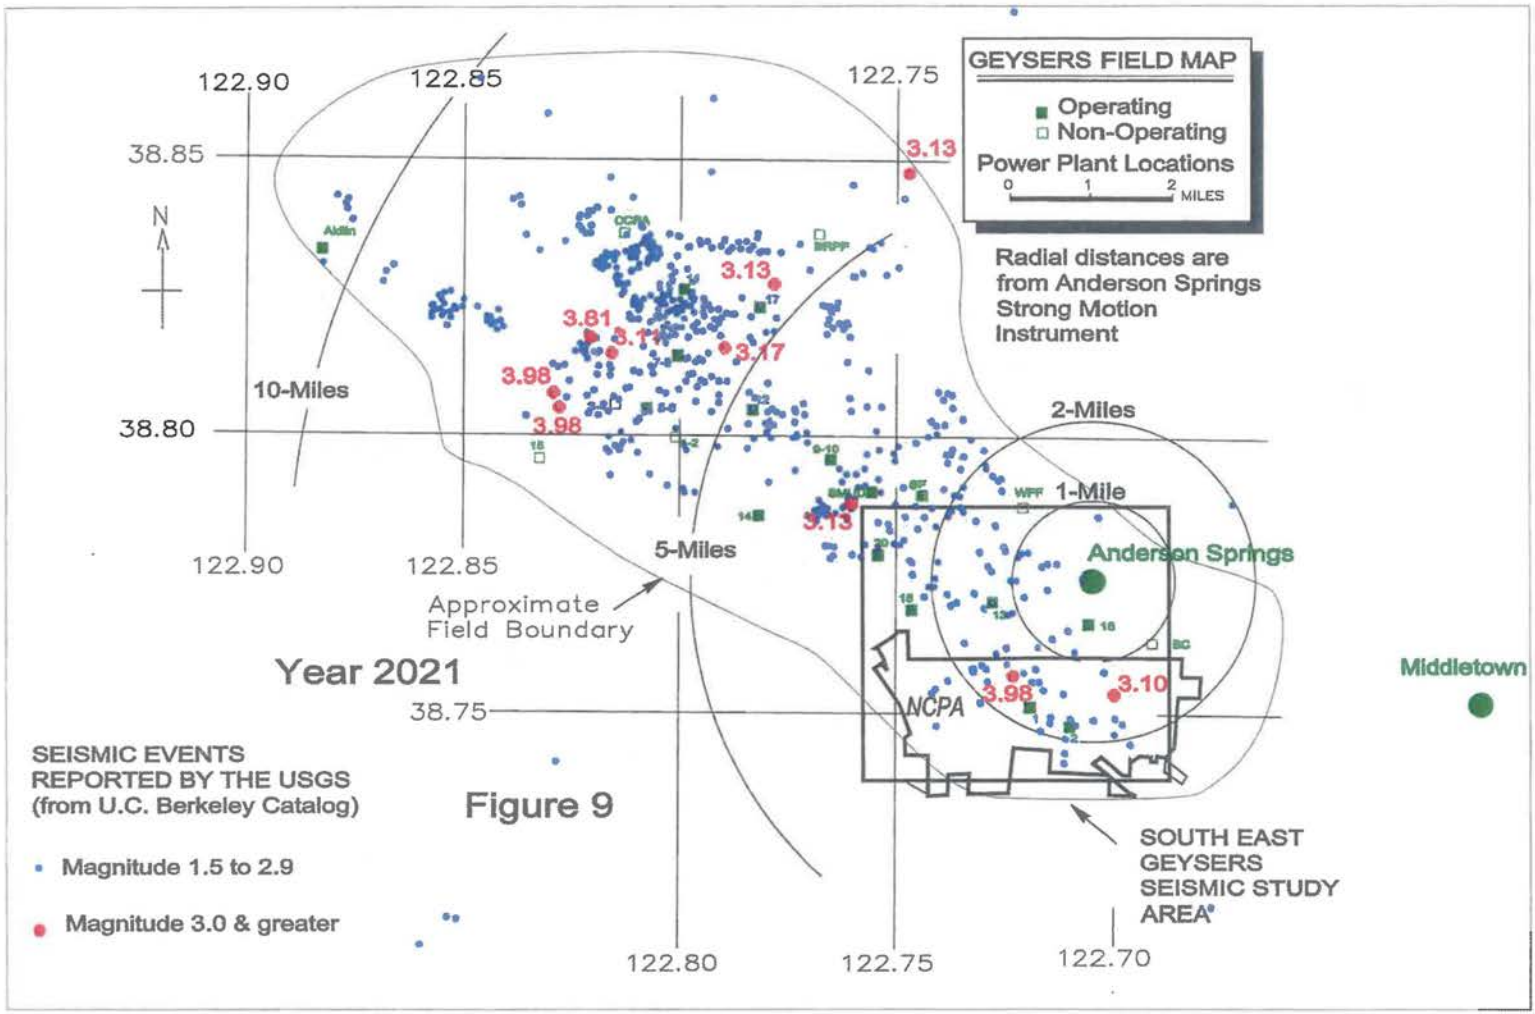 GEYSERS FIELD MAP
Operating
Non-Operating
Power Plant Locations
0 1 2 MILES
122.90
122.85
122.75
38.85
3.13
N
Aidlin
Radial distances are
from Anderson Springs
Strong Motion
Instrument
3.13
17
3.81
3.11
3.17
3.98
3.98
10-Miles
2-Miles
38.80
9-10
WFF
1-Mile
14
3.13
20
5-Miles
122.90
122.85
Anderson Springs
Approximate
Field Boundary
18
13
16
Year 2021
Middletown
3.98
3.10
NCPA
38.75
1
2
SEISMIC EVENTS
REPORTED BY THE USGS
(from U.C. Berkeley Catalog)
Figure 9
Magnitude 1.5 to 2.9
Magnitude 3.0 & greater
SOUTH EAST
GEYSERS
SEISMIC STUDY
AREA
122.80
122.75
122.70